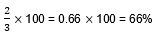 2/3 × 100 = 0.66 × 100 = 66%